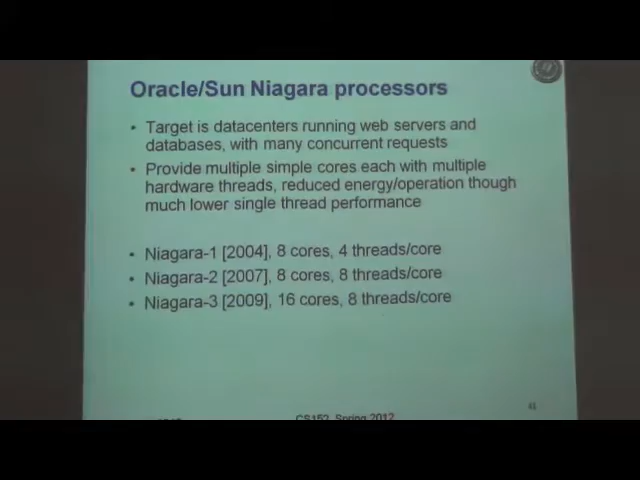 Oracle/Sun Niagara processors
• Target is datacenters running web servers and
databases, with many concurrent requests
• Provide multiple simple cores each with multiple
hardware threads, reduced energy/operation though
much lower single thread performance
• Niagara-1 [2004], 8 cores, 4 threads/core
• Niagara-2 [2007], 8 cores, 8 threads/core
• Niagara-3 [2009], 16 cores, 8 threads/core
CS152, Spring 2012